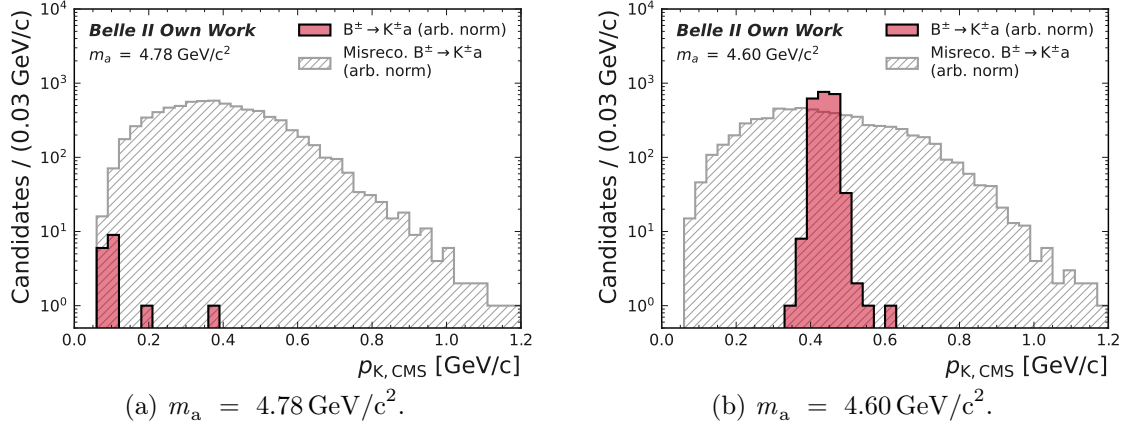 Belle II Own Work
mₐ = 4.78 GeV/c²
B± → K±a (arb. norm)
Misreco. B± → K±a
(arb. norm)
Candidates / (0.03 GeV/c)
10⁴
10³
10²
10¹
10⁰
0.0 0.2 0.4 0.6 0.8 1.0 1.2
p_K, CMS [GeV/c]
(a) mₐ = 4.78 GeV/c².
Belle II Own Work
mₐ = 4.60 GeV/c²
B± → K±a (arb. norm)
Misreco. B± → K±a
(arb. norm)
Candidates / (0.03 GeV/c)
10⁴
10³
10²
10¹
10⁰
0.0 0.2 0.4 0.6 0.8 1.0 1.2
p_K, CMS [GeV/c]
(b) mₐ = 4.60 GeV/c².